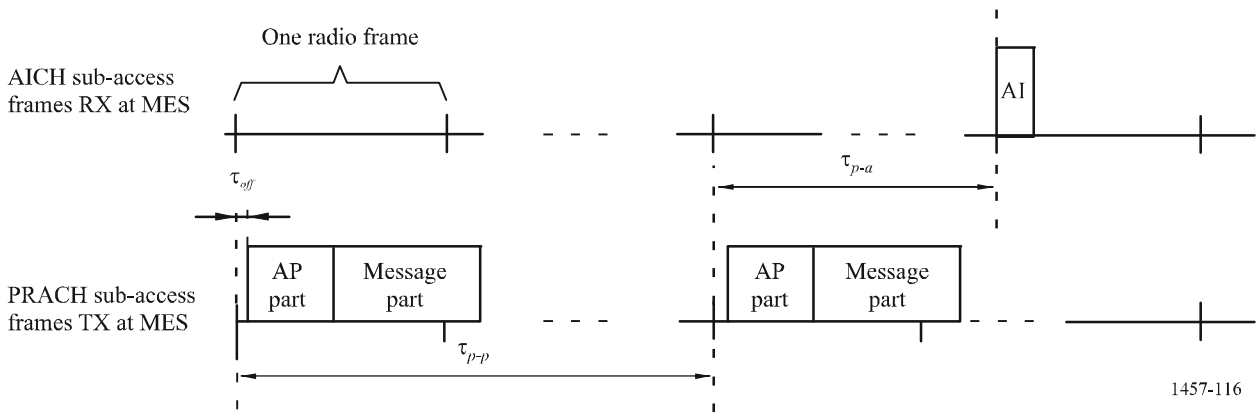 One radio frame
AICH sub-access
frames RX at MES
AI
τp-a
τoff
AP
part
Message
part
AP
part
Message
part
PRACH sub-access
frames TX at MES
τp-p
1457-116